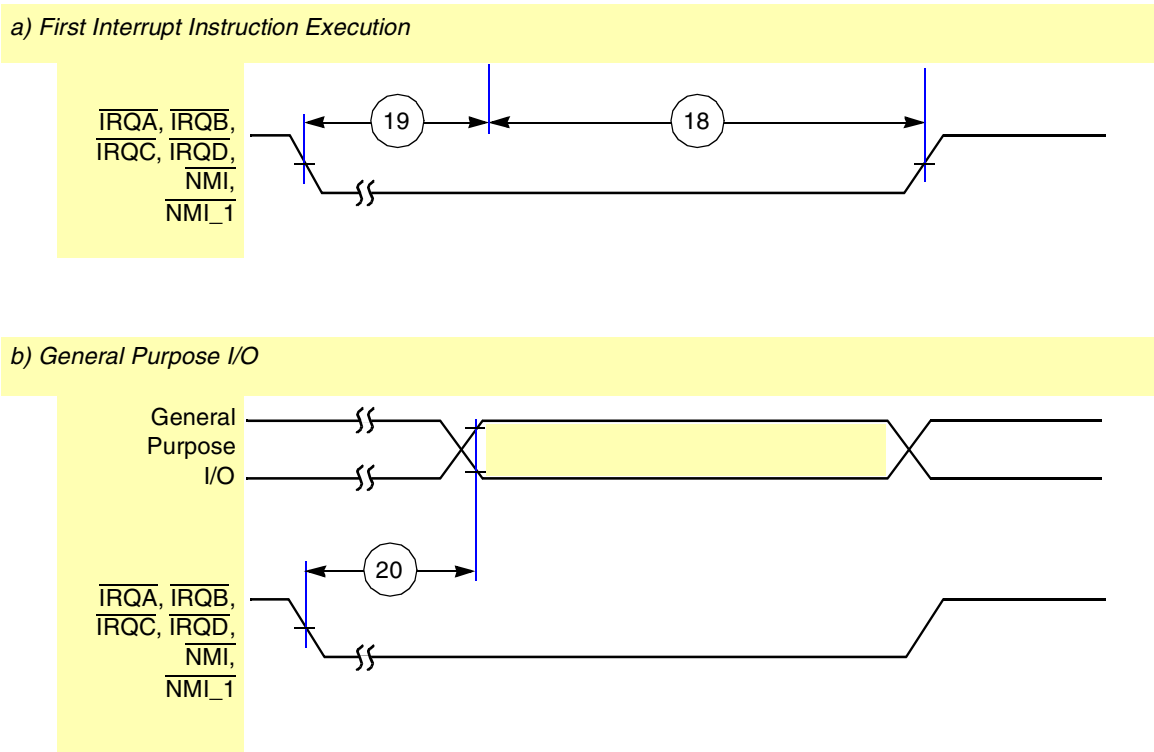 a) First Interrupt Instruction Execution
IRQA, IRQB,
IRQC, IRQD,
NMI,
NMI_1
19
18
b) General Purpose I/O
General
Purpose
I/O
20
IRQA, IRQB,
IRQC, IRQD,
NMI,
NMI_1